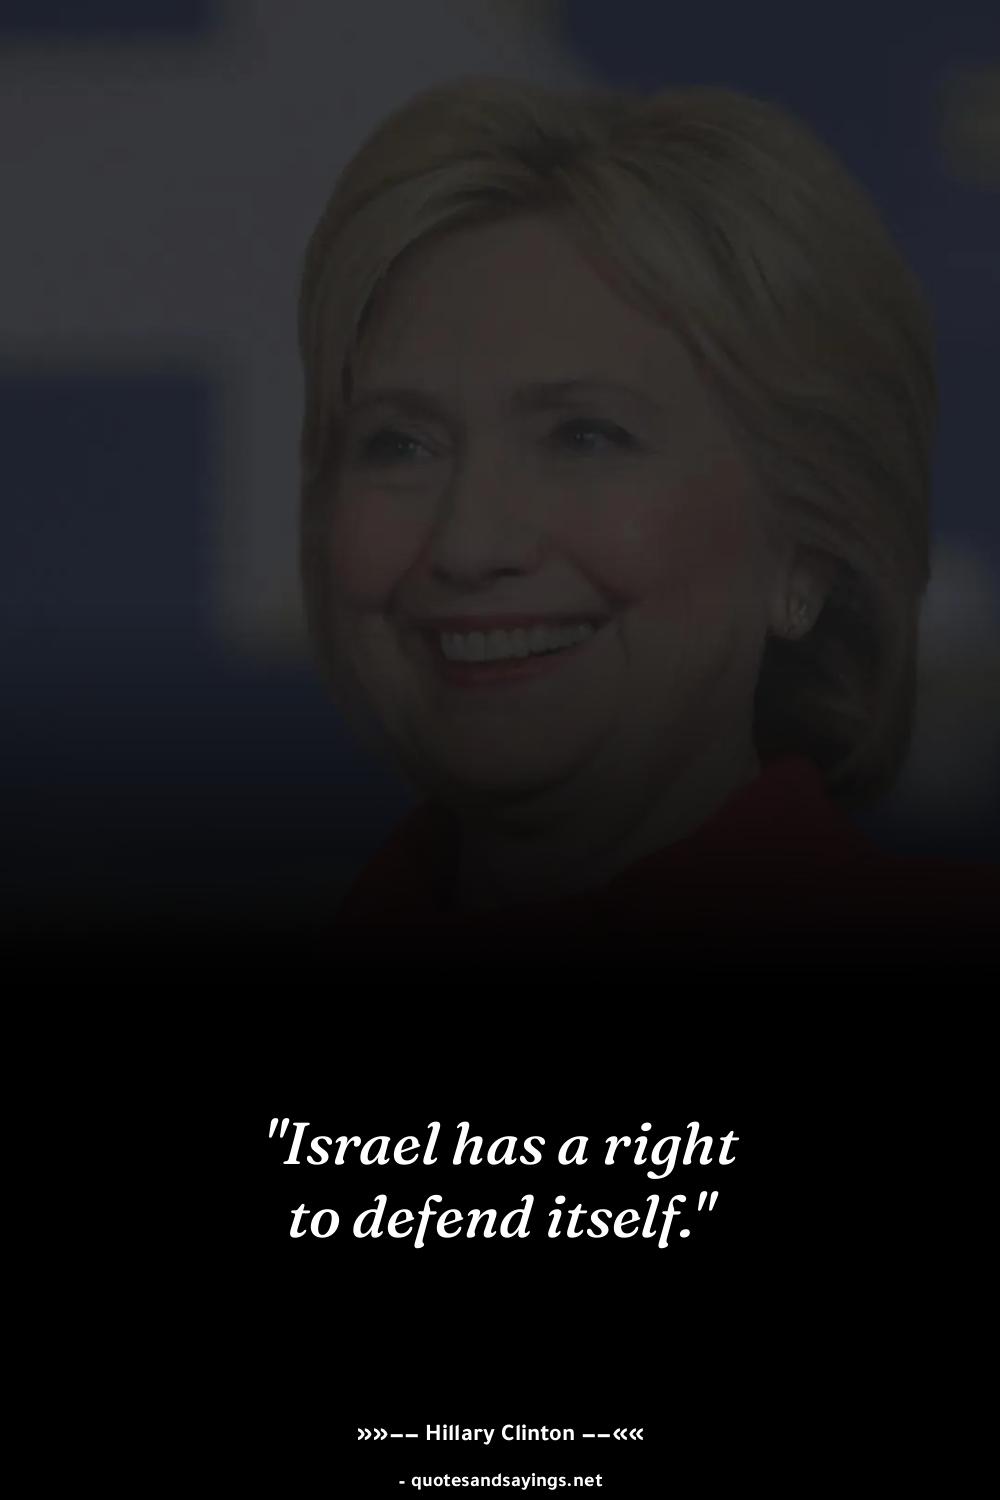 "Israel has a right
to defend itself."
»»−− Hillary Clinton −−««
- quotesandsayings.net